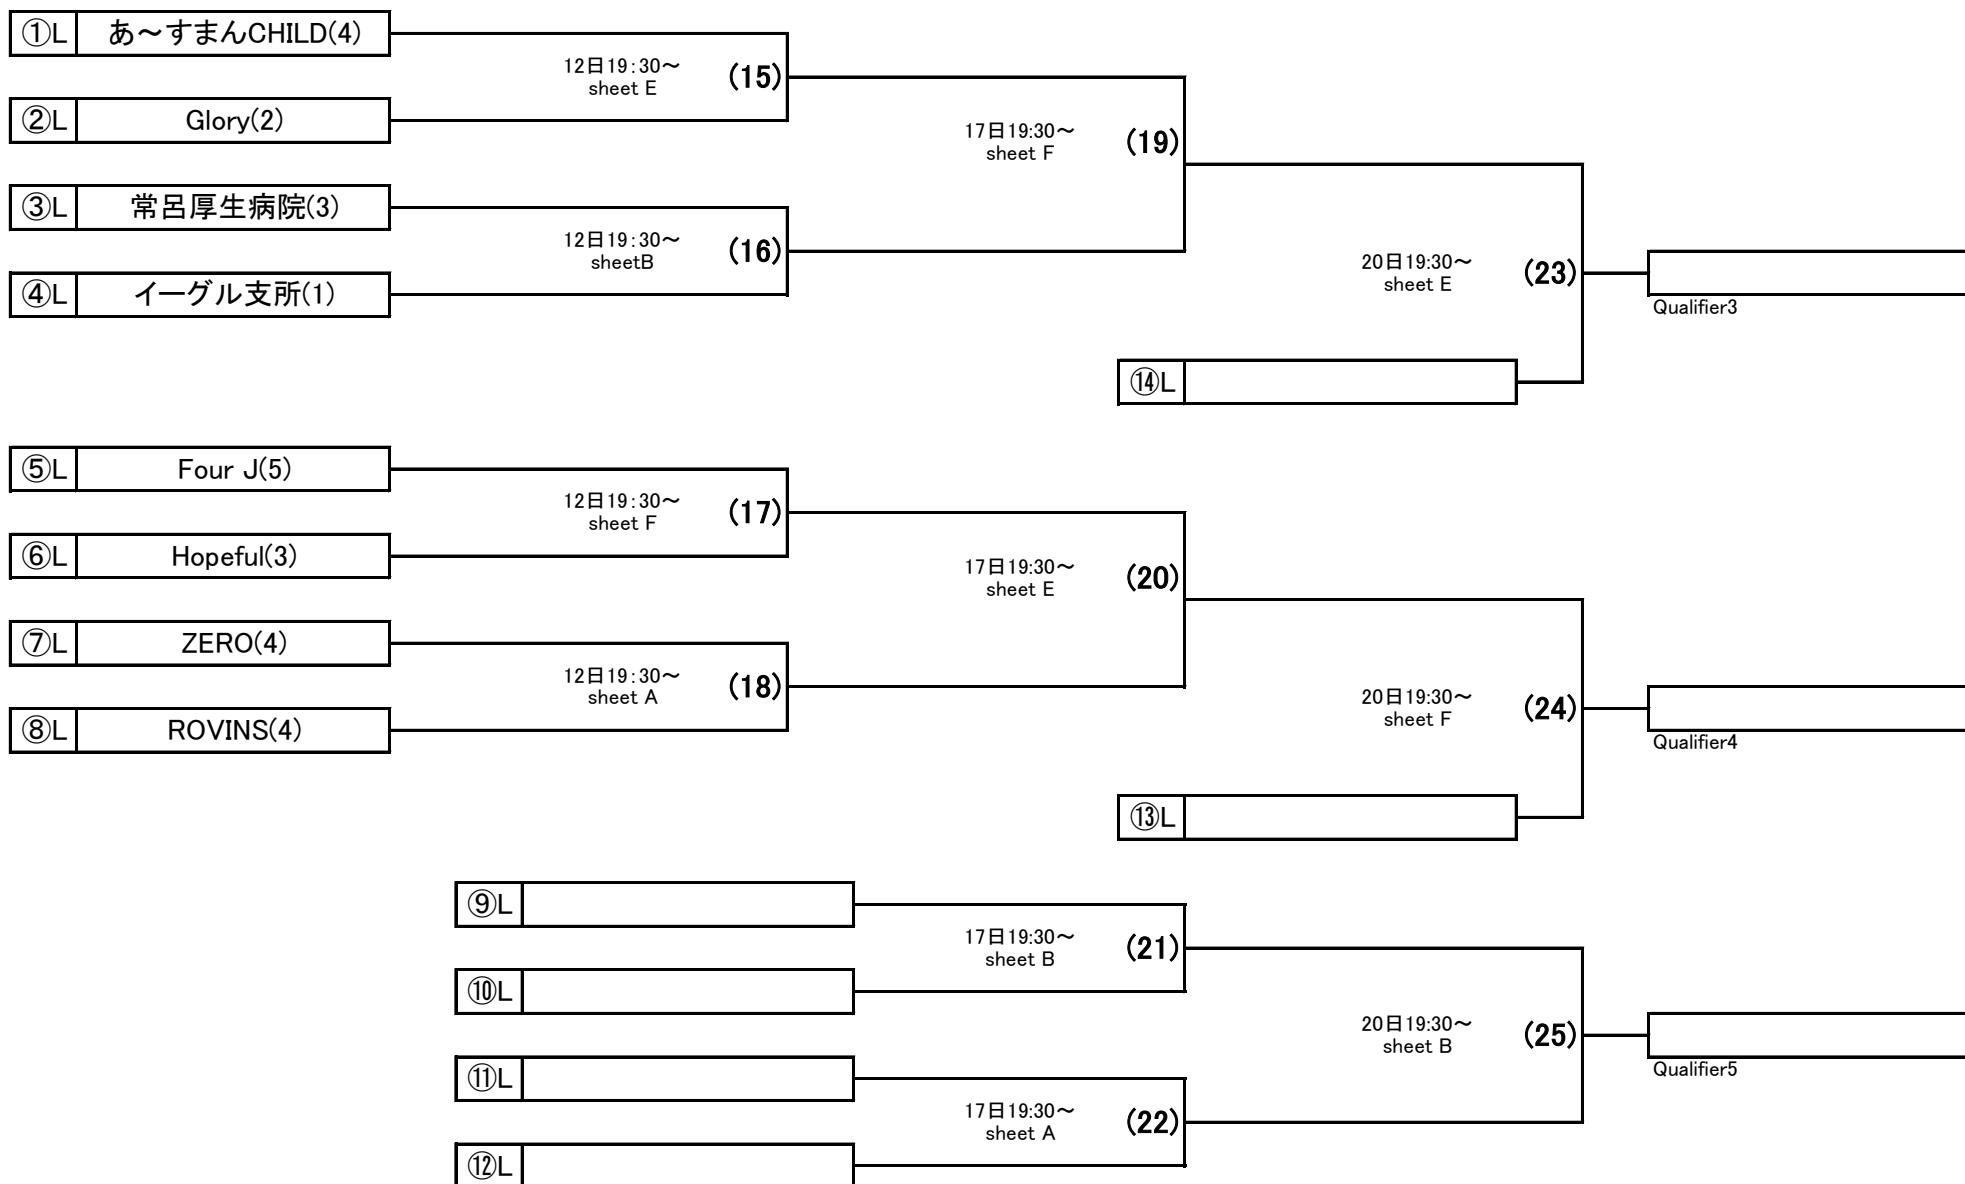 ①L あ～すまんCHILD(4)
12日19:30～
sheet E
(15)
②L Glory(2)
17日19:30～
sheet F
(19)
③L 常呂厚生病院(3)
12日19:30～
sheetB
(16)
④L イーグル支所(1)
20日19:30～
sheet E
(23)
Qualifier3
⑭L
⑤L Four J(5)
12日19:30～
sheet F
(17)
⑥L Hopeful(3)
17日19:30～
sheet E
(20)
⑦L ZERO(4)
12日19:30～
sheet A
(18)
⑧L ROVINS(4)
20日19:30～
sheet F
(24)
Qualifier4
⑬L
⑨L
17日19:30～
sheet B
(21)
⑩L
20日19:30～
sheet B
(25)
Qualifier5
⑪L
17日19:30～
sheet A
(22)
⑫L